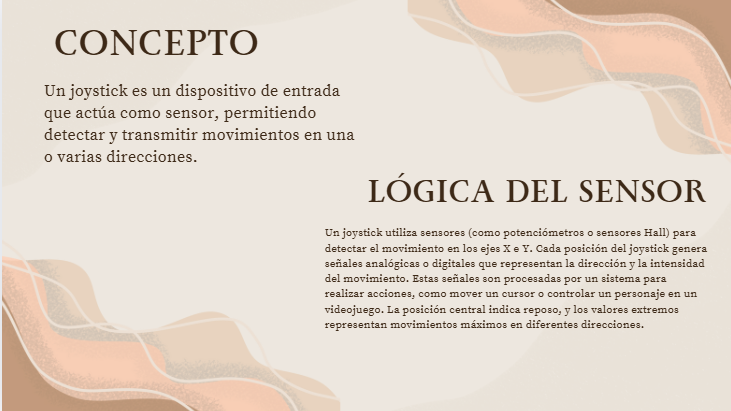 CONCEPTO
Un joystick es un dispositivo de entrada
que actúa como sensor, permitiendo
detectar y transmitir movimientos en una
o varias direcciones.
LÓGICA DEL SENSOR
Un joystick utiliza sensores (como potenciómetros o sensores Hall) para
detectar el movimiento en los ejes X e Y. Cada posición del joystick genera
señales analógicas o digitales que representan la dirección y la intensidad
del movimiento. Estas señales son procesadas por un sistema para
realizar acciones, como mover un cursor o controlar un personaje en un
videojuego. La posición central indica reposo, y los valores extremos
representan movimientos máximos en diferentes direcciones.